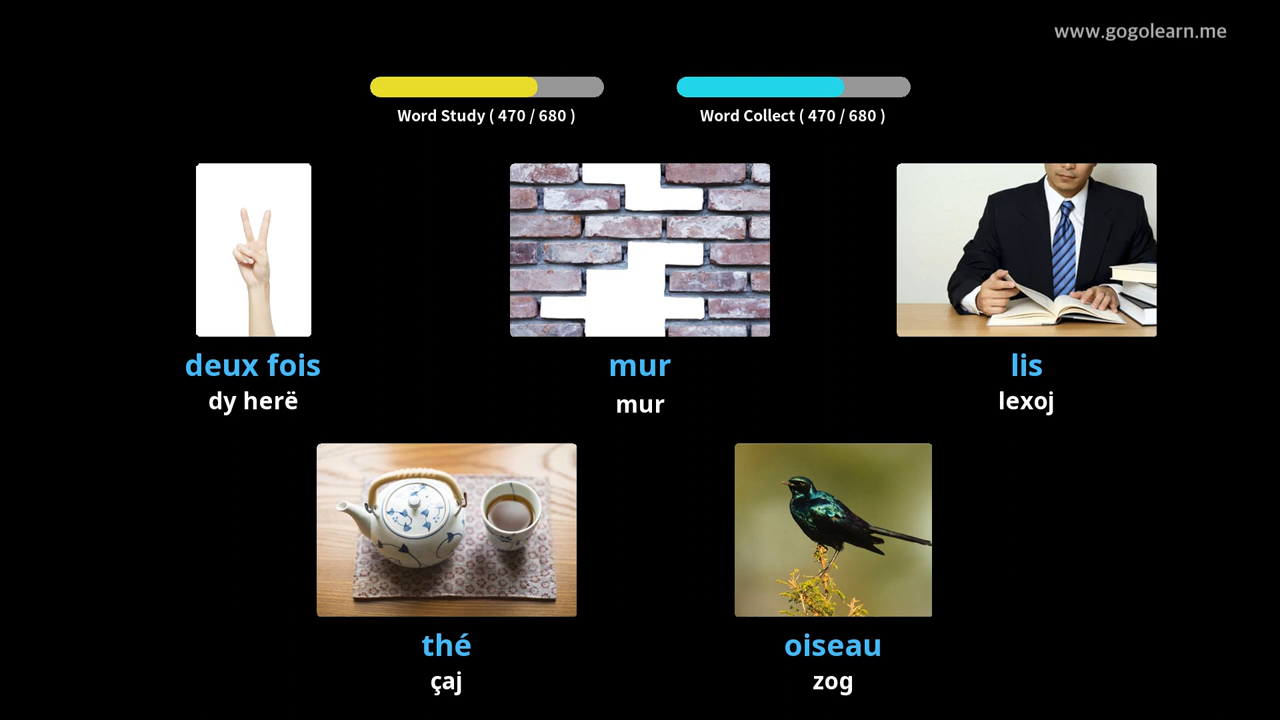 www.gogolearn.me
Word Study ( 470 / 680 )
Word Collect ( 470 / 680 )
deux fois
dy herë
mur
mur
lis
lexoj
thé
çaj
oiseau
zog